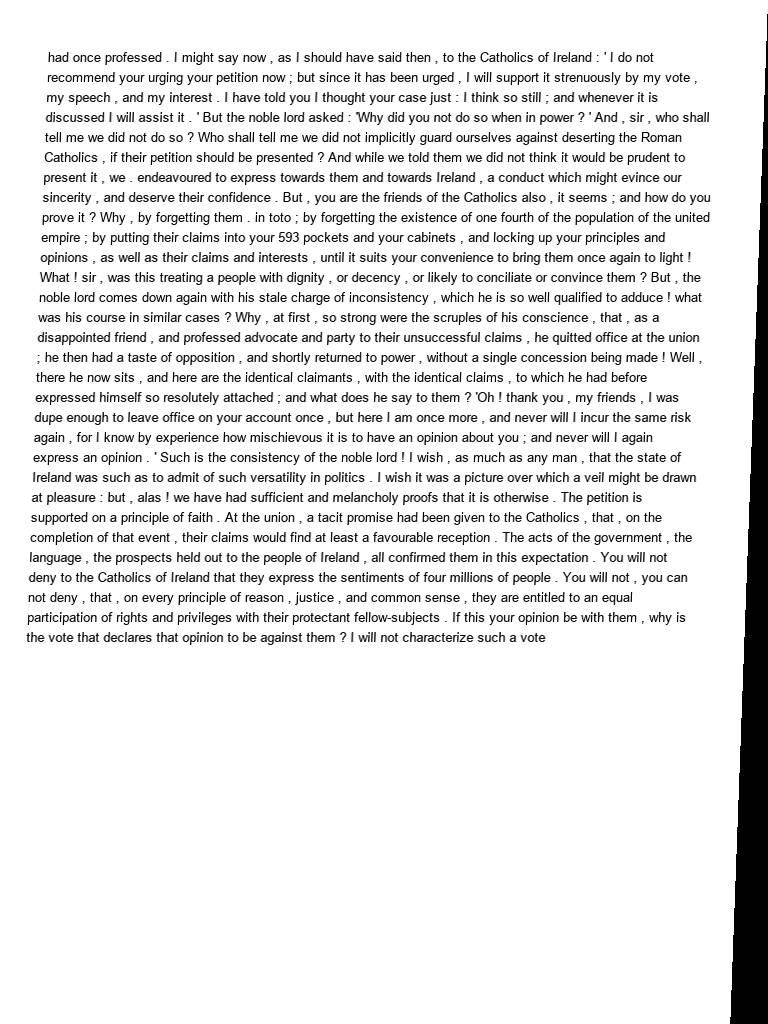 had once professed . I might say now , as I should have said then , to the Catholics of Ireland : ' I do not
recommend your urging your petition now ; but since it has been urged , I will support it strenuously by my vote ,
my speech , and my interest . I have told you I thought your case just : I think so still ; and whenever it is
discussed I will assist it . ' But the noble lord asked : 'Why did you not do so when in power ? ' And , sir , who shall
tell me we did not do so ? Who shall tell me we did not implicitly guard ourselves against deserting the Roman
Catholics , if their petition should be presented ? And while we told them we did not think it would be prudent to
present it , we . endeavoured to express towards them and towards Ireland , a conduct which might evince our
sincerity , and deserve their confidence . But , you are the friends of the Catholics also , it seems ; and how do you
prove it ? Why , by forgetting them . in toto ; by forgetting the existence of one fourth of the population of the united
empire ; by putting their claims into your 593 pockets and your cabinets , and locking up your principles and
opinions , as well as their claims and interests , until it suits your convenience to bring them once again to light !
What ! sir , was this treating a people with dignity , or decency , or likely to conciliate or convince them ? But , the
noble lord comes down again with his stale charge of inconsistency , which he is so well qualified to adduce ! what
was his course in similar cases ? Why , at first , so strong were the scruples of his conscience , that , as a
disappointed friend , and professed advocate and party to their unsuccessful claims , he quitted office at the union
; he then had a taste of opposition , and shortly returned to power , without a single concession being made ! Well ,
there he now sits , and here are the identical claimants , with the identical claims , to which he had before
expressed himself so resolutely attached ; and what does he say to them ? 'Oh ! thank you , my friends , I was
dupe enough to leave office on your account once , but here I am once more , and never will I incur the same risk
again , for I know by experience how mischievous it is to have an opinion about you ; and never will I again
express an opinion . ' Such is the consistency of the noble lord ! I wish , as much as any man , that the state of
Ireland was such as to admit of such versatility in politics . I wish it was a picture over which a veil might be drawn
at pleasure : but , alas ! we have had sufficient and melancholy proofs that it is otherwise . The petition is
supported on a principle of faith . At the union , a tacit promise had been given to the Catholics , that , on the
completion of that event , their claims would find at least a favourable reception . The acts of the government , the
language , the prospects held out to the people of Ireland , all confirmed them in this expectation . You will not
deny to the Catholics of Ireland that they express the sentiments of four millions of people . You will not , you can
not deny , that , on every principle of reason , justice , and common sense , they are entitled to an equal
participation of rights and privileges with their protectant fellow-subjects . If this your opinion be with them , why is
the vote that declares that opinion to be against them ? I will not characterize such a vote